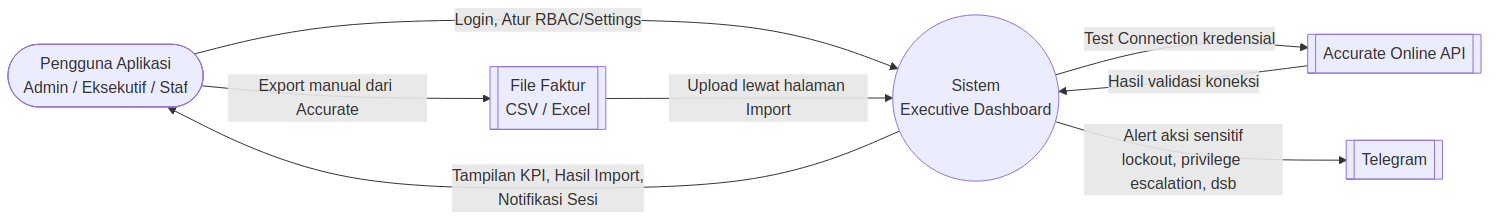 Login, Atur RBAC/Settings
Pengguna Aplikasi
Admin / Eksekutif / Staf
Export manual dari
Accurate
File Faktur
CSV / Excel
Upload lewat halaman
Import
Sistem
Executive Dashboard
Test Connection kredensial
Accurate Online API
Hasil validasi koneksi
Alert aksi sensitif
lockout, privilege
escalation, dsb
Telegram
Tampilan KPI, Hasil Import,
Notifikasi Sesi